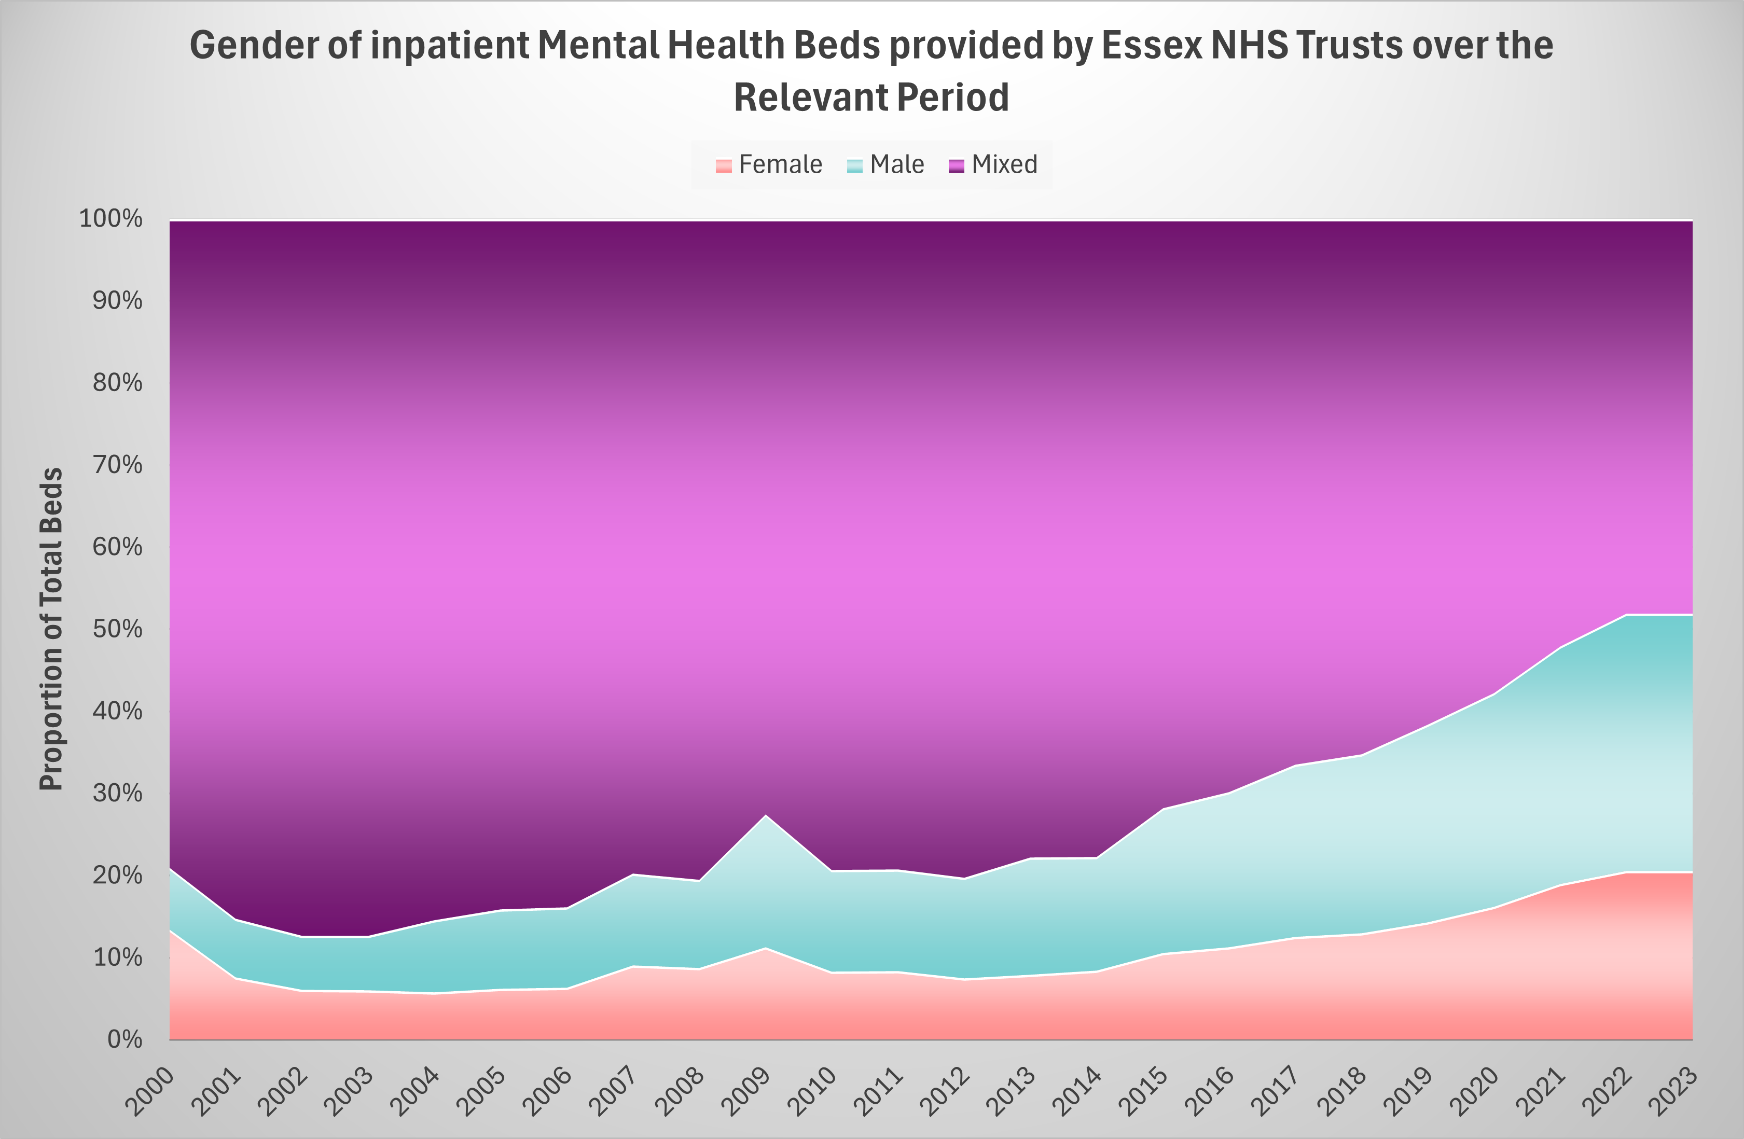 Gender of inpatient Mental Health Beds provided by Essex NHS Trusts over the
Relevant Period
Female Male Mixed
100%
90%
80%
70%
60%
50%
40%
30%
20%
10%
0%
Proportion of Total Beds
2000 2001 2002 2003 2004 2005 2006 2007 2008 2009 2010 2011 2012 2013 2014 2015 2016 2017 2018 2019 2020 2021 2022 2023